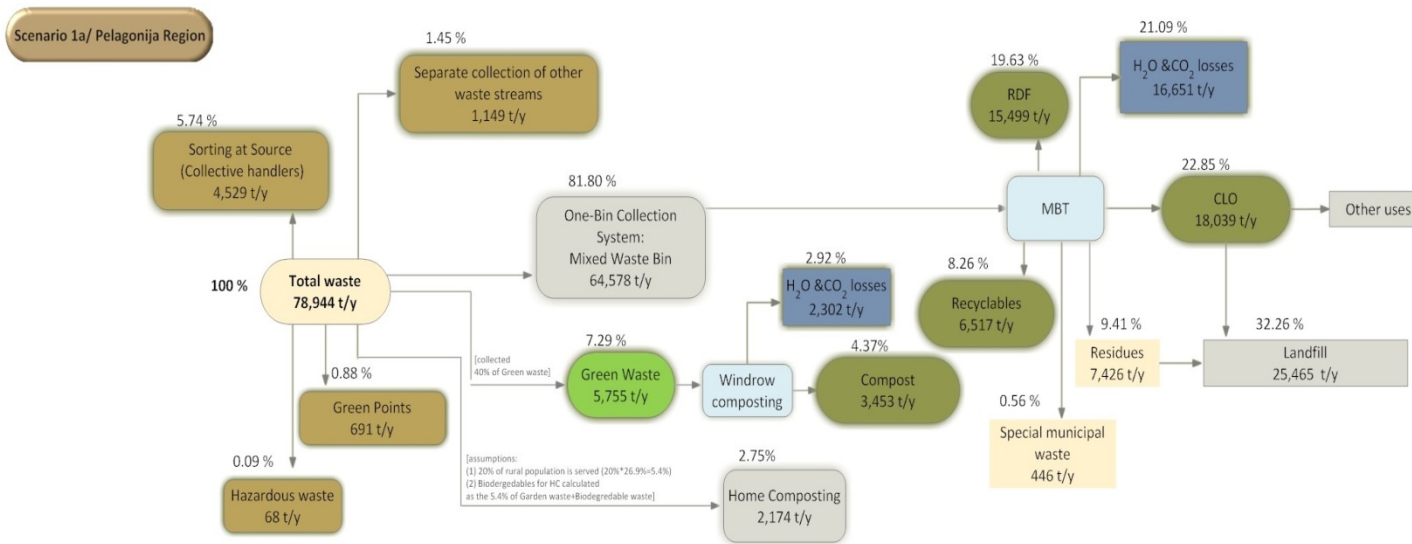 Scenario 1a/ Pelagonija Region
1.45 %
Separate collection of other
waste streams
1,149 t/y
5.74 %
Sorting at Source
(Collective handlers)
4,529 t/y
100 %
Total waste
78,944 t/y
0.88 %
Green Points
691 t/y
0.09 %
Hazardous waste
68 t/y
81.80 %
One-Bin Collection
System:
Mixed Waste Bin
64,578 t/y
[collected
40% of Green waste]
7.29 %
Green Waste
5,755 t/y
Windrow
composting
2.92 %
H2O &CO2 losses
2,302 t/y
4.37%
Compost
3,453 t/y
[assumptions:
(1) 20% of rural population is served (20%*26.9%=5.4%)
(2) Biodergedables for HC calculated
as the 5.4% of Garden waste+Biodegredable waste]
2.75%
Home Composting
2,174 t/y
19.63 %
RDF
15,499 t/y
21.09 %
H2O &CO2 losses
16,651 t/y
MBT
22.85 %
CLO
18,039 t/y
Other uses
8.26 %
Recyclables
6,517 t/y
9.41 %
Residues
7,426 t/y
32.26 %
Landfill
25,465 t/y
0.56 %
Special municipal
waste
446 t/y